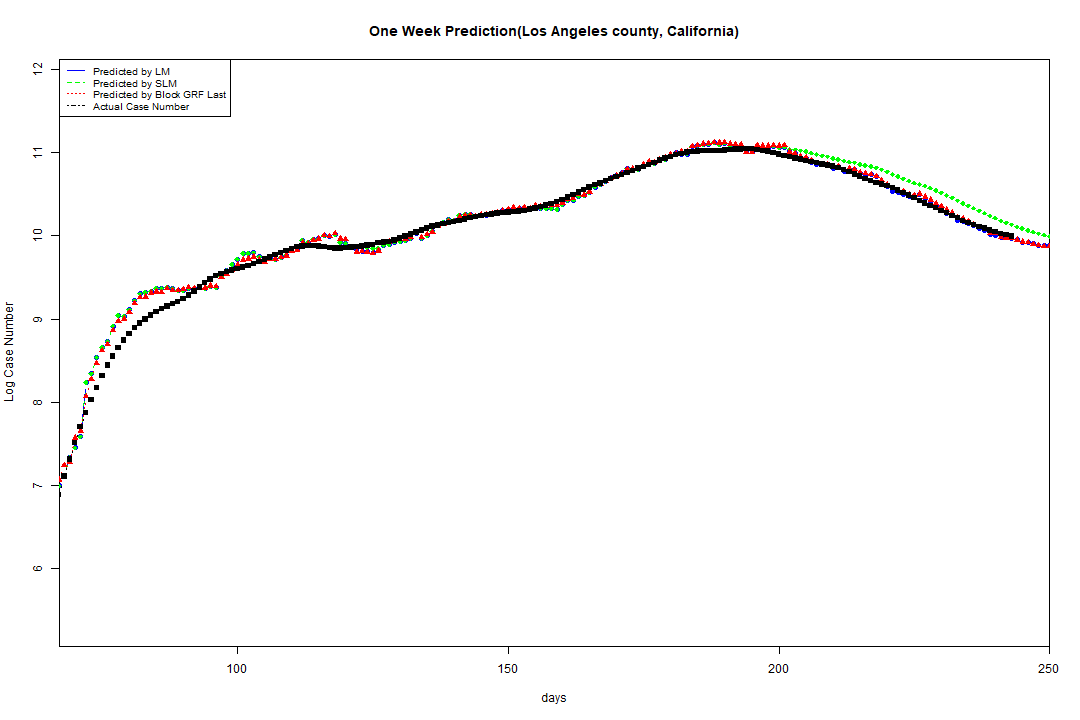 One Week Prediction(Los Angeles county, California)
Predicted by LM
Predicted by SLM
Predicted by Block GRF Last
Actual Case Number
12
11
10
9
8
7
6
Log Case Number
100
150
200
250
days